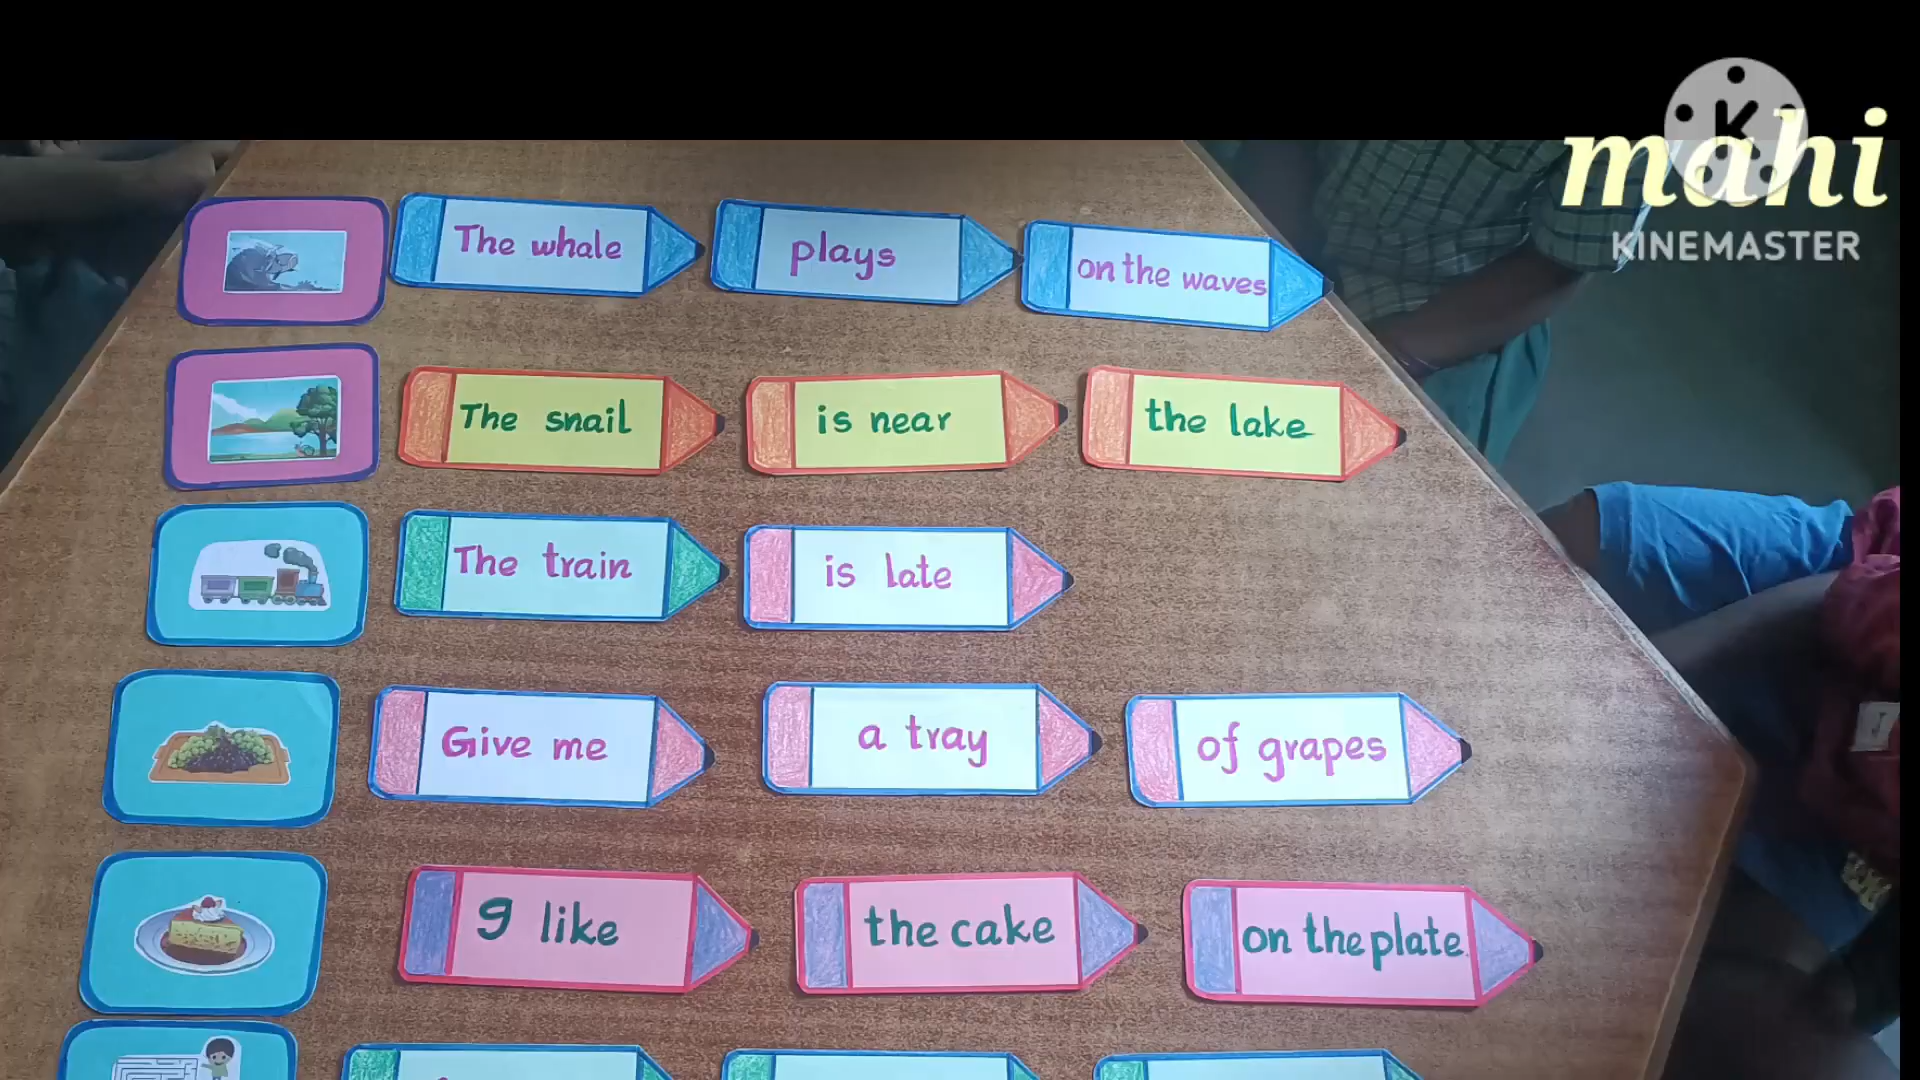 mahi
KINEMASTER
The whale plays on the waves
The snail is near the lake
The train is late
Give me a tray of grapes
I like the cake on the plate